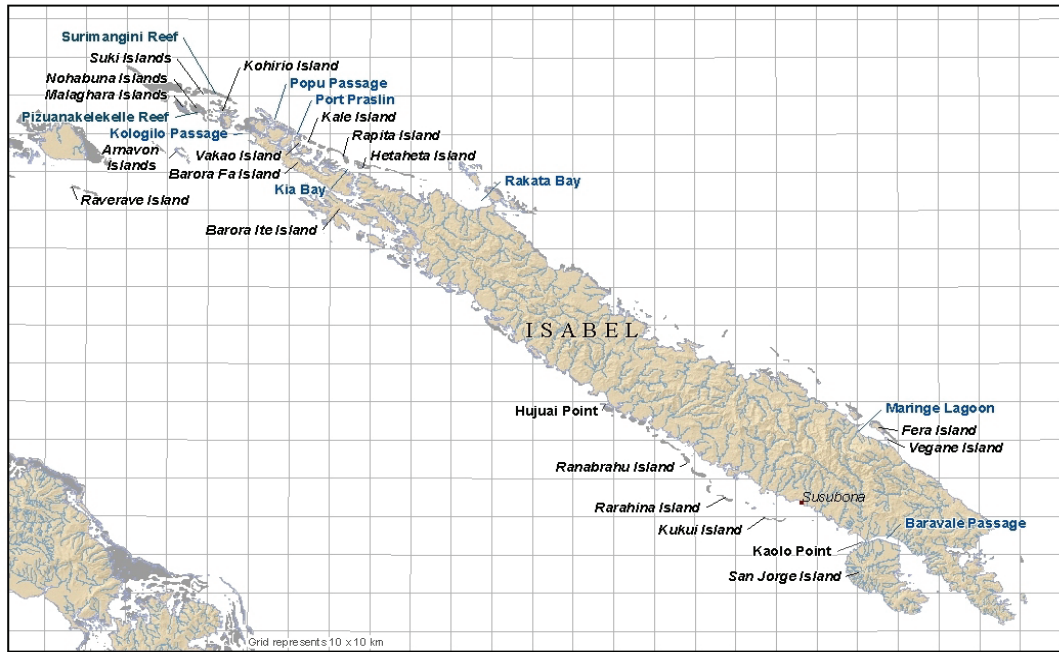 Surimangini Reef
Suki Islands
Kohirio Island
Nohabuna Islands
Popu Passage
Malaghara Islands
Port Praslin
Pizuanakelekelle Reef
Kale Island
Kologilo Passage
Rapita Island
Arnavon
Islands
Vakao Island
Hetaheta Island
Barora Fa Island
Kia Bay
Rakata Bay
Raverave Island
Barora Ite Island
ISABEL
Hujuai Point
Maringe Lagoon
Fera Island
Vegane Island
Ranabrahu Island
Susubona
Rarahina Island
Kukui Island
Baravale Passage
Kaolo Point
San Jorge Island
Grid represents 10 x 10 km